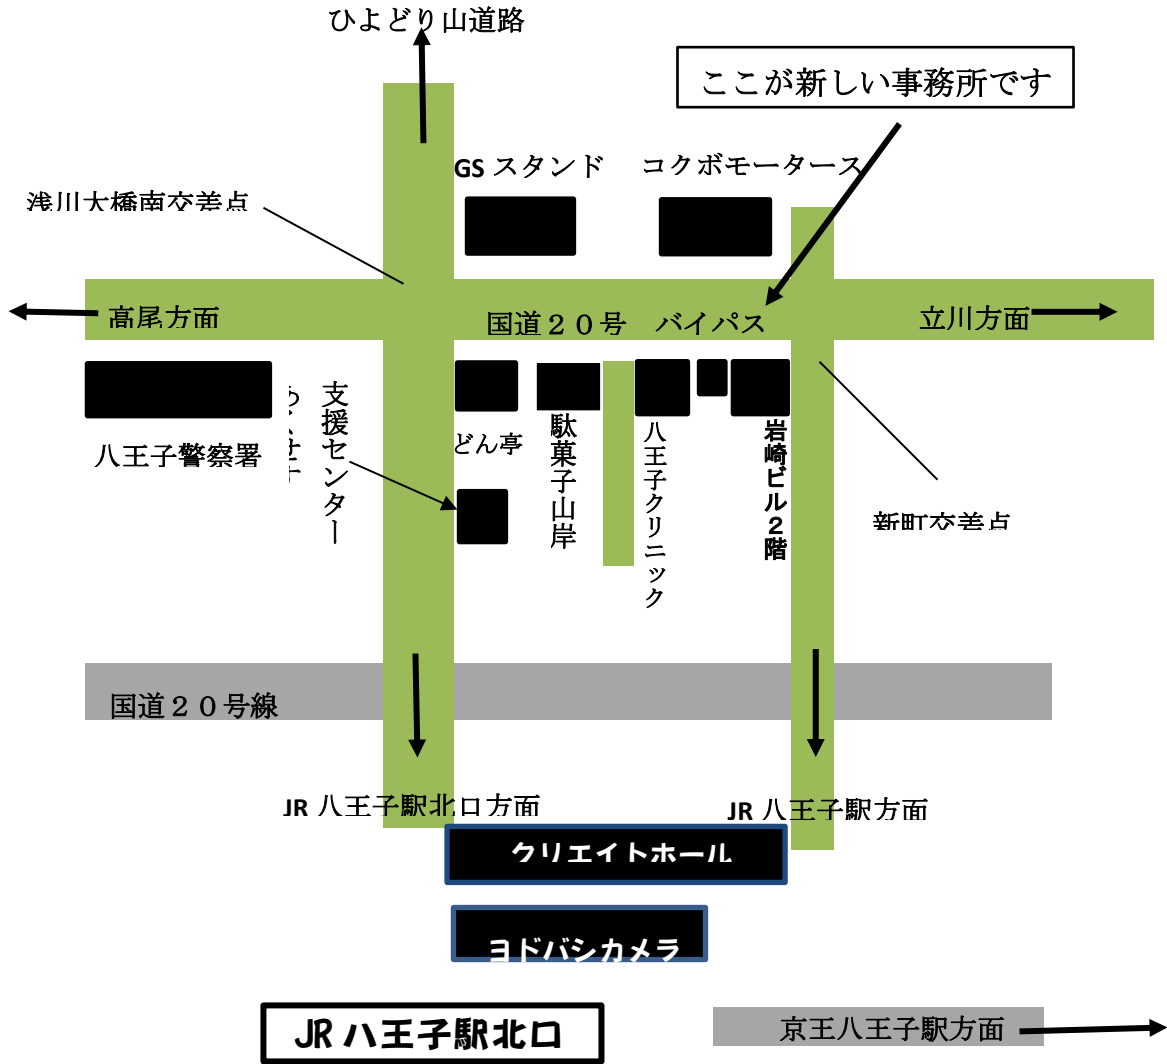 ひよどり山道路
ここが新しい事務所です
GS スタンド
コクボモータース
浅川大橋南交差点
高尾方面
国道２０号 バイパス
立川方面
八王子警察署
支援センター
どん亭
駄菓子山岸
八王子クリニック
岩崎ビル２階
新町交差点
国道２０号線
JR 八王子駅北口方面
JR 八王子駅方面
クリエイトホール
ヨドバシカメラ
JR 八王子駅北口
京王八王子駅方面